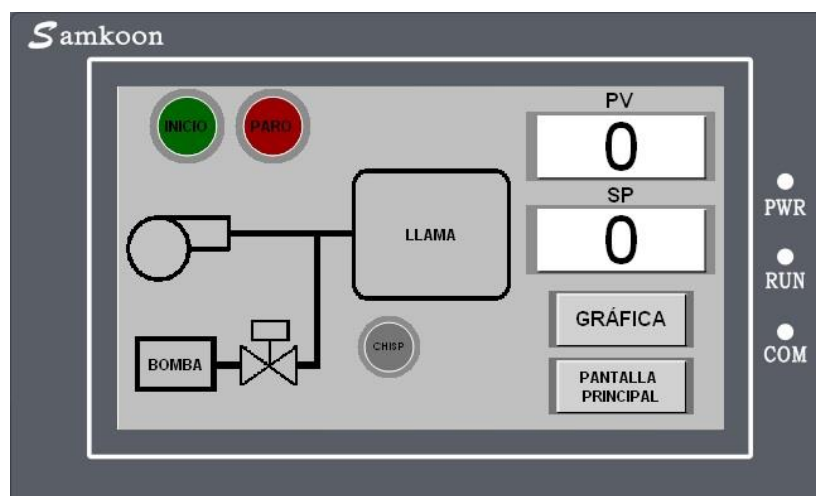 Samkoon
INICIO
PARO
PV
0
SP
0
PWR
RUN
COM
LLAMA
BOMBA
CHISP
GRÁFICA
PANTALLA
PRINCIPAL